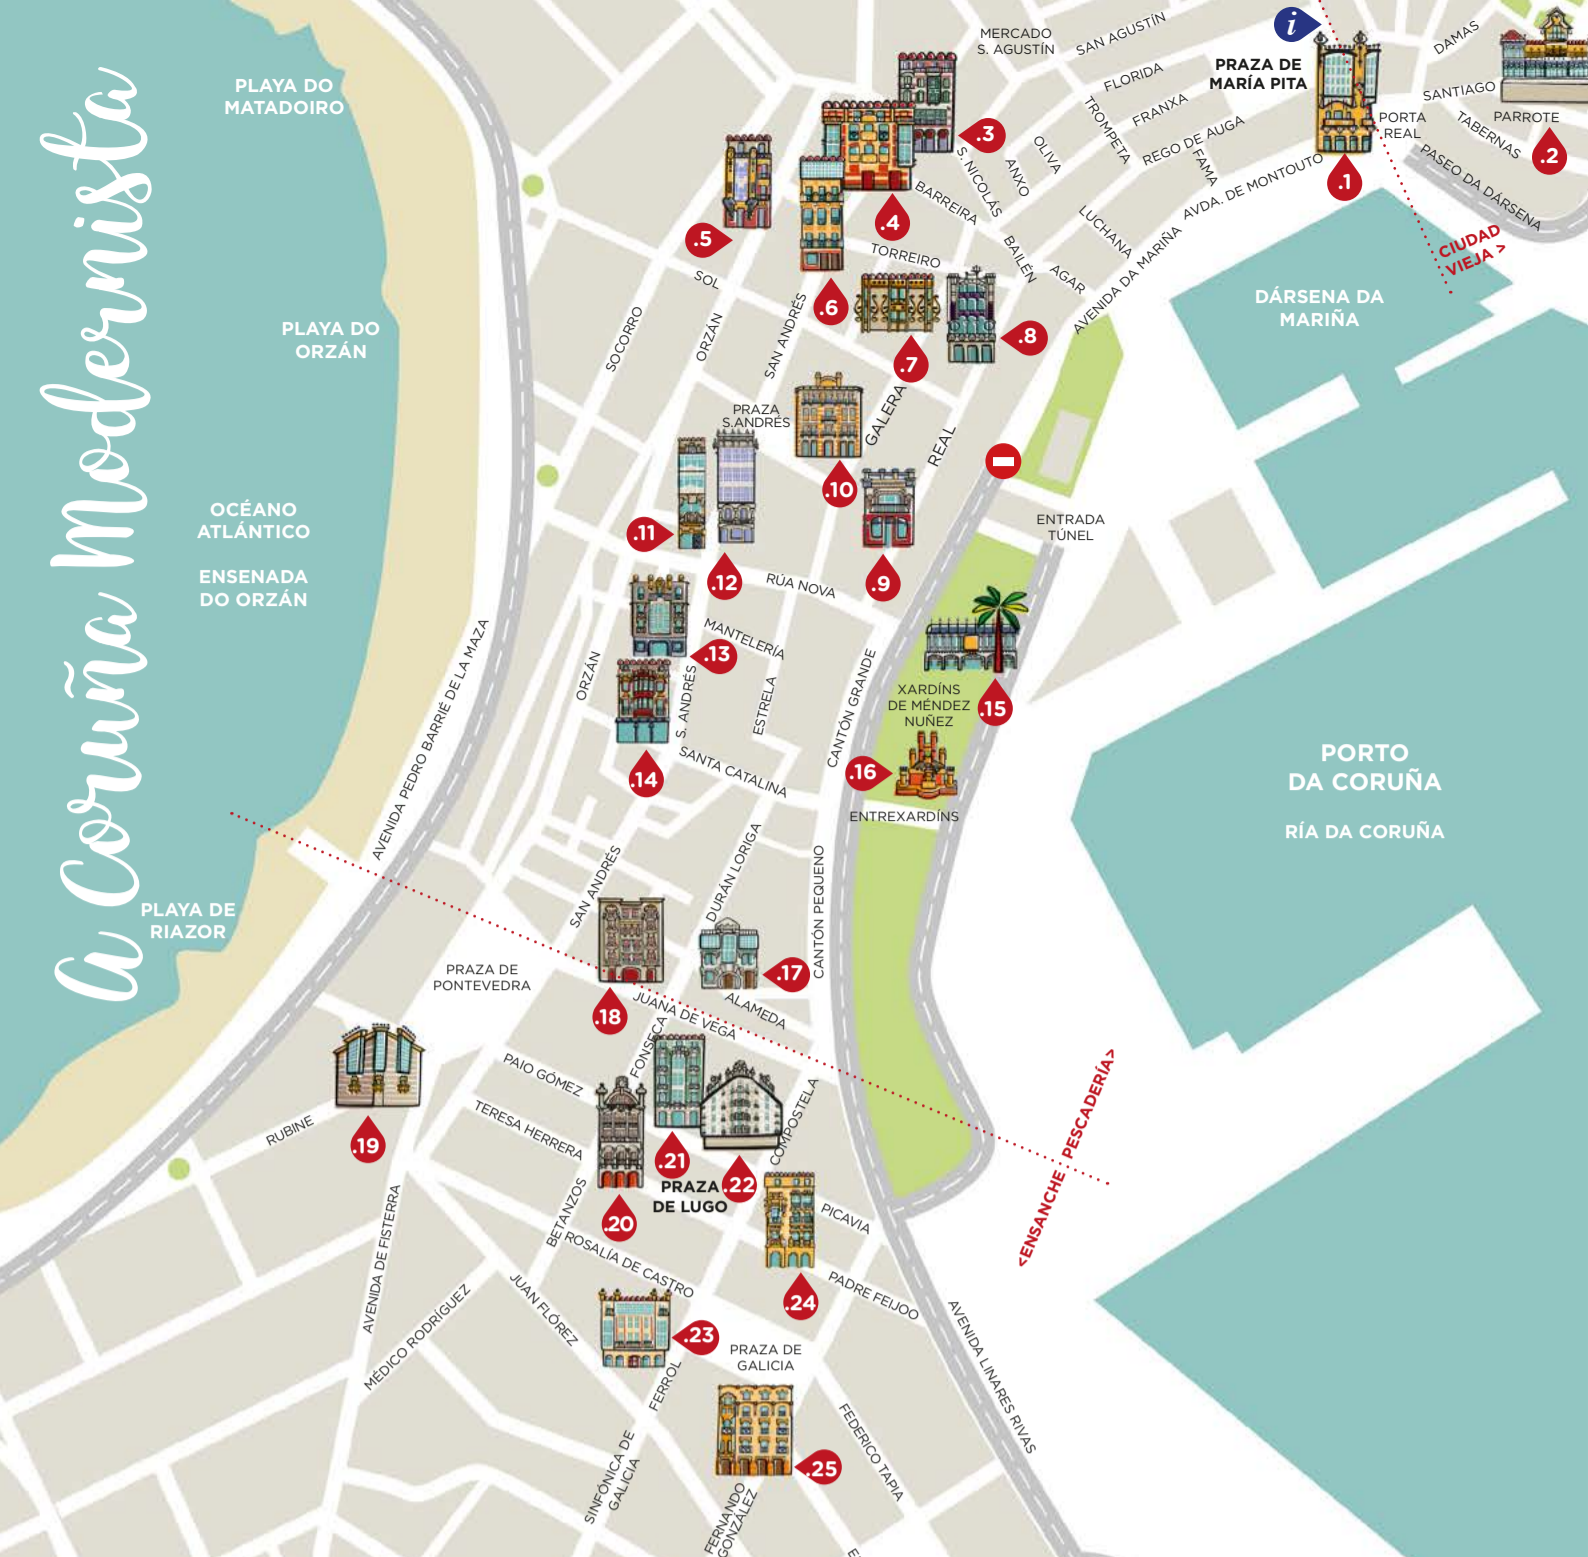 A Coruña Modernista
PLAYA DO
MATADOIRO
PLAYA DO
ORZÁN
OCÉANO
ATLÁNTICO
ENSENADA
DO ORZÁN
PLAYA DE
RIAZOR
MERCADO
S. AGUSTÍN
SAN AGUSTÍN
i
PRAZA DE
MARÍA PITA
DAMAS
SANTIAGO
FLORIDA
FRANXA
TROMPETA
REGO DE AUGA
FAMA
PORTA
REAL
TABERNAS
PARROTE
PASEO DA DÁRSENA
AVDA. DE MONTOUTO
.1
.2
.3
S. NICOLÁS
ANXO
OLIVA
BARREIRA
.4
.5
LUCHANA
BAILÉN
TORREIRO
AGAR
AVENIDA DA MARIÑA
CIUDAD
VIEJA >
DÁRSENA DA
MARIÑA
SOL
.6
.7
.8
SOCORRO
ORZÁN
SAN ANDRÉS
PRAZA
S.ANDRÉS
GALERA
REAL
.10
.9
.11
.12
ENTRADA
TÚNEL
RÚA NOVA
MANTELERÍA
.13
ORZÁN
S. ANDRÉS
ESTRELA
CANTÓN GRANDE
XARDÍNS
DE MÉNDEZ
NUÑEZ
.15
.14
SANTA CATALINA
.16
ENTREXARDÍNS
AVENIDA PEDRO BARRIÉ DE LA MAZA
PORTO
DA CORUÑA
RÍA DA CORUÑA
SAN ANDRÉS
DURÁN LORIGA
CANTÓN PEQUENO
PRAZA DE
PONTEVEDRA
.17
.18
ALAMEDA
JUANA DE VEGA
FONSECA
PAIO GÓMEZ
TERESA HERRERA
COMPOSTELA
<ENSANCHE
PESCADERÍA>
RUBINE
.19
.21
.22
PRAZA
DE LUGO
.20
BETANZOS
PICAVIA
ROSALÍA DE CASTRO
AVENIDA DE FISTERRA
JUAN FLÓREZ
MÉDICO RODRÍGUEZ
.24
PADRE FEIJOO
.23
PRAZA DE
GALICIA
AVENIDA LINARES RIVAS
FERROL
.25
FEDERICO TAPIA
SINFÓNICA DE
GALICIA
FERNANDO
GONZÁLEZ